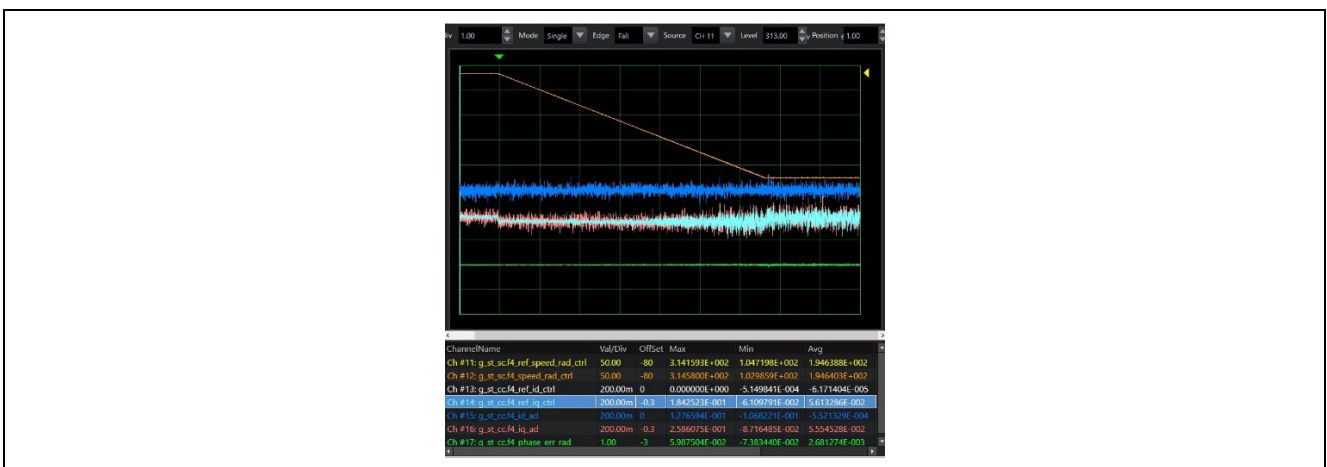 Div 1.00 Mode Single Edge Fall Source CH 11 Level 313.00 Position 1.00
ChannelName Val/Div OffSet Max Min Avg
Ch #11: g_st_sc.f4_ref_speed_rad_ctrl 50.00 -80 3.141593E+002 1.047198E+002 1.946388E+002
Ch #12: g_st_sc.f4_speed_rad_ctrl 50.00 -80 3.145800E+002 1.029859E+002 1.946403E+002
Ch #13: g_st_cc.f4_ref_id_ctrl 200.00m 0 0.000000E+000 -5.149841E-004 -6.171404E-005
Ch #14: g_st_cc.f4_ref_iq_ctrl 200.00m -0.3 1.842523E-001 -6.109791E-002 5.613286E-002
Ch #15: g_st_cc.f4_id_ad 200.00m 0 1.276594E-001 -1.068221E-001 -5.521329E-004
Ch #16: g_st_cc.f4_iq_ad 200.00m -0.3 2.586075E-001 -8.716485E-002 5.554528E-002
Ch #17: g_st_cc.f4_phase_err_rad 1.00 -3 5.987504E-002 -7.383440E-002 2.681274E-003